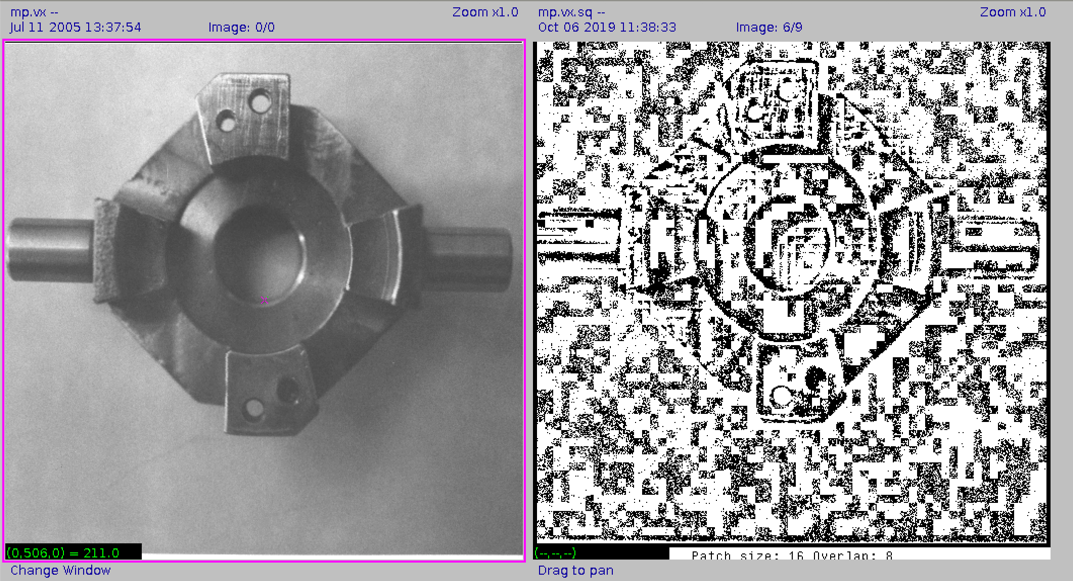 mp.vx --
Jul 11 2005 13:37:54 Image: 0/0 Zoom x1.0
(0,506,0) = 211.0
Change Window
mp.vx.sq --
Oct 06 2019 11:38:33 Image: 6/9 Zoom x1.0
(--,--,--)
Patch size: 16 Overlap: 8
Drag to pan